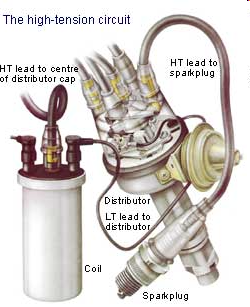 The high-tension circuit
HT lead to centre
of distributor cap
HT lead to
sparkplug
Distributor
LT lead to
distributor
Coil
Sparkplug